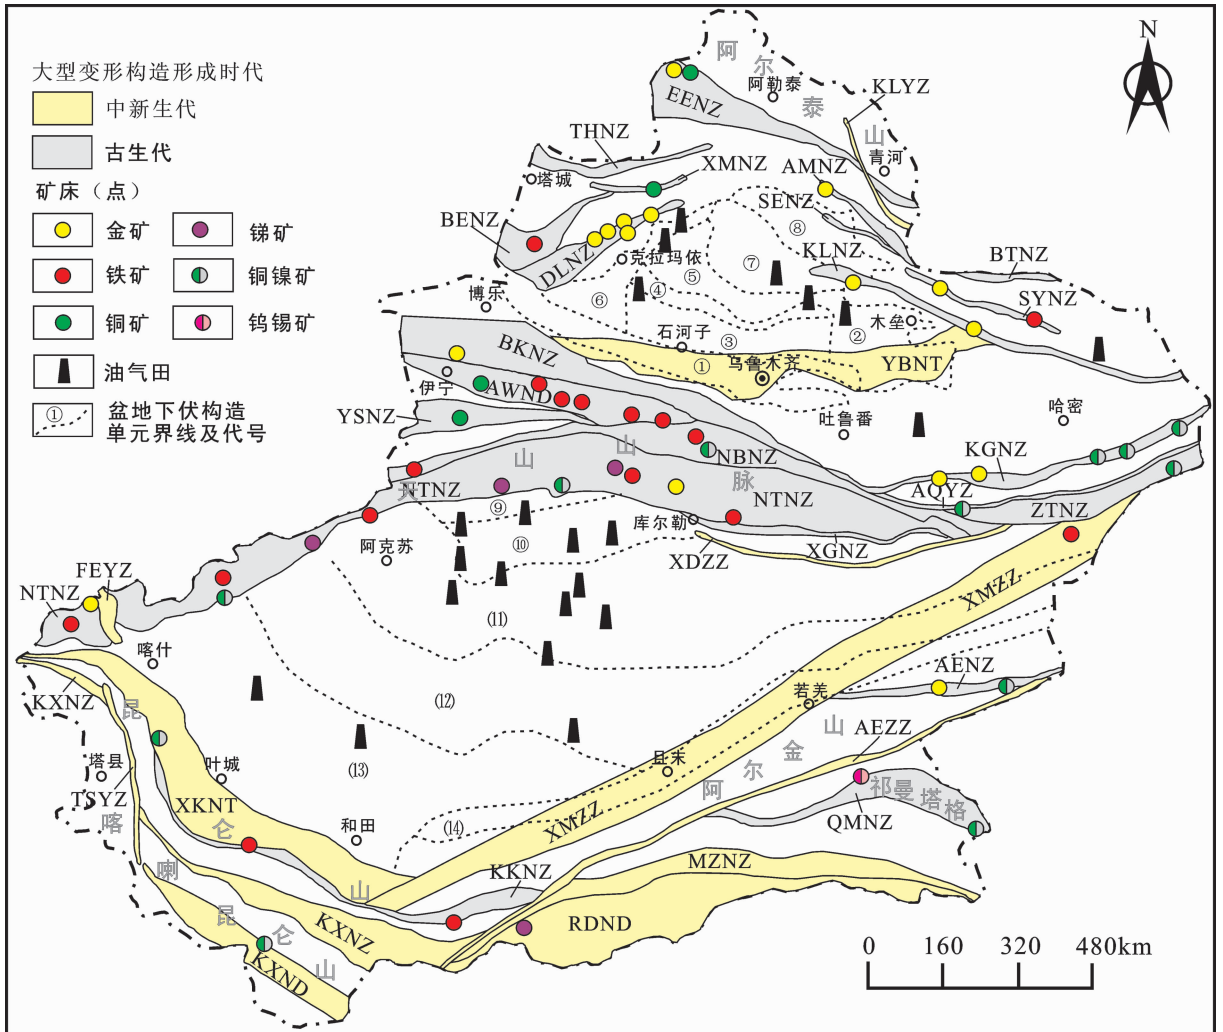 大型变形构造形成时代
中新生代
古生代
矿床（点）
金矿
锑矿
铁矿
铜镍矿
铜矿
钨锡矿
油气田
①
盆地下伏构造
单元界线及代号
N
阿
尔
泰
山
阿勒泰
KLYZ
EENZ
青河
THNZ
塔城
XMNZ
AMNZ
SENZ
⑧
BENZ
DLNZ
克拉玛依
⑦
KLNZ
BTNZ
⑤
④
⑥
SYNZ
博乐
石河子
③
②
木垒
BKNZ
①
乌鲁木齐
YBNT
伊宁
AWND
YSNZ
吐鲁番
哈密
天
山
山
脉
NBNZ
KGNZ
NTNZ
NTNZ
AQYZ
ZTNZ
⑨
库尔勒
⑩
阿克苏
XDZZ
XGNZ
FEYZ
NTNZ
XMZZ
(11)
喀什
AENZ
若羌
KXNZ
(12)
昆
山
AEZZ
塔县
叶城
(13)
且末
金
尔
阿
祁
曼
塔
格
TSYZ
XKNT
仑
喀
和田
(14)
XMZZ
QMNZ
喇
山
KKNZ
MZNZ
昆
仑
KXNZ
RDND
山
KXND
0
160
320
480km